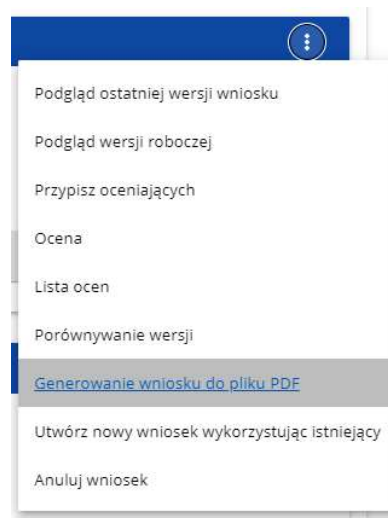 Podgląd ostatniej wersji wniosku
Podgląd wersji roboczej
Przypisz oceniających
Ocena
Lista ocen
Porównywanie wersji
Generowanie wniosku do pliku PDF
Utwórz nowy wniosek wykorzystując istniejący
Anuluj wniosek